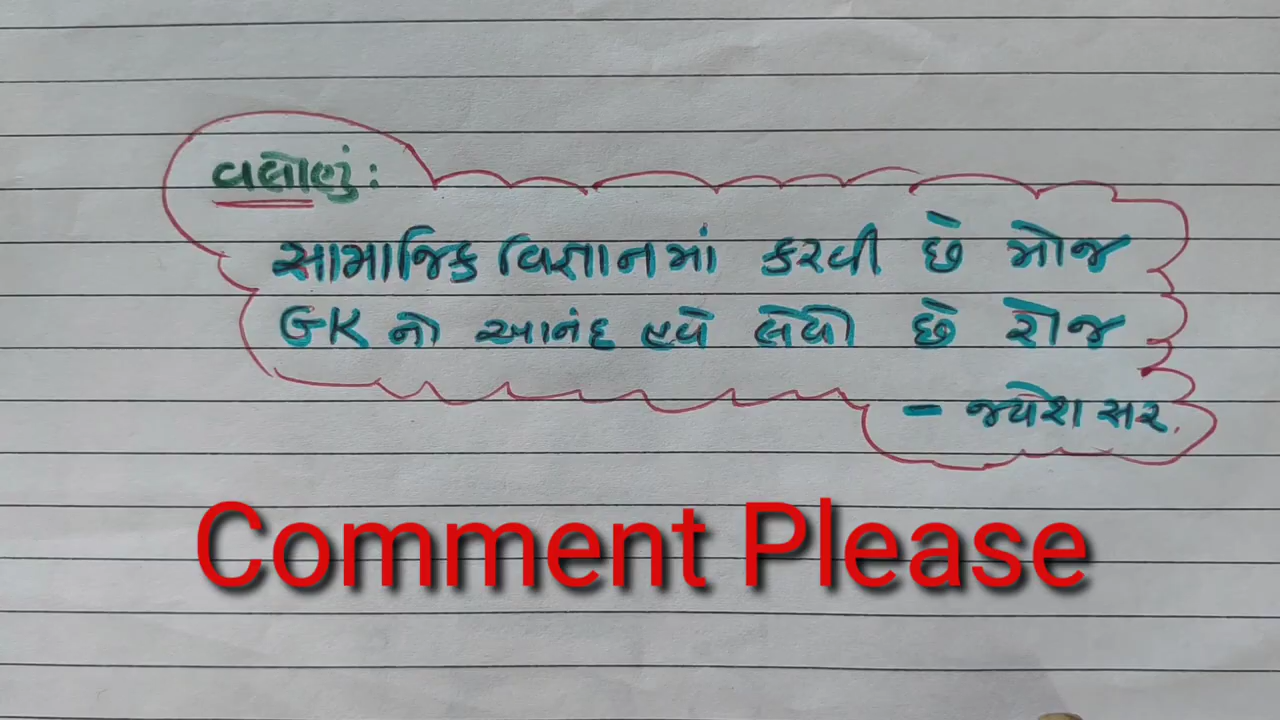 વલોણું :
સામાજિક વિજ્ઞાનમાં કરવી છે મોજ
GK નો આનંદ હવે લેવો છે રોજ
- જયેશ સર.
Comment Please